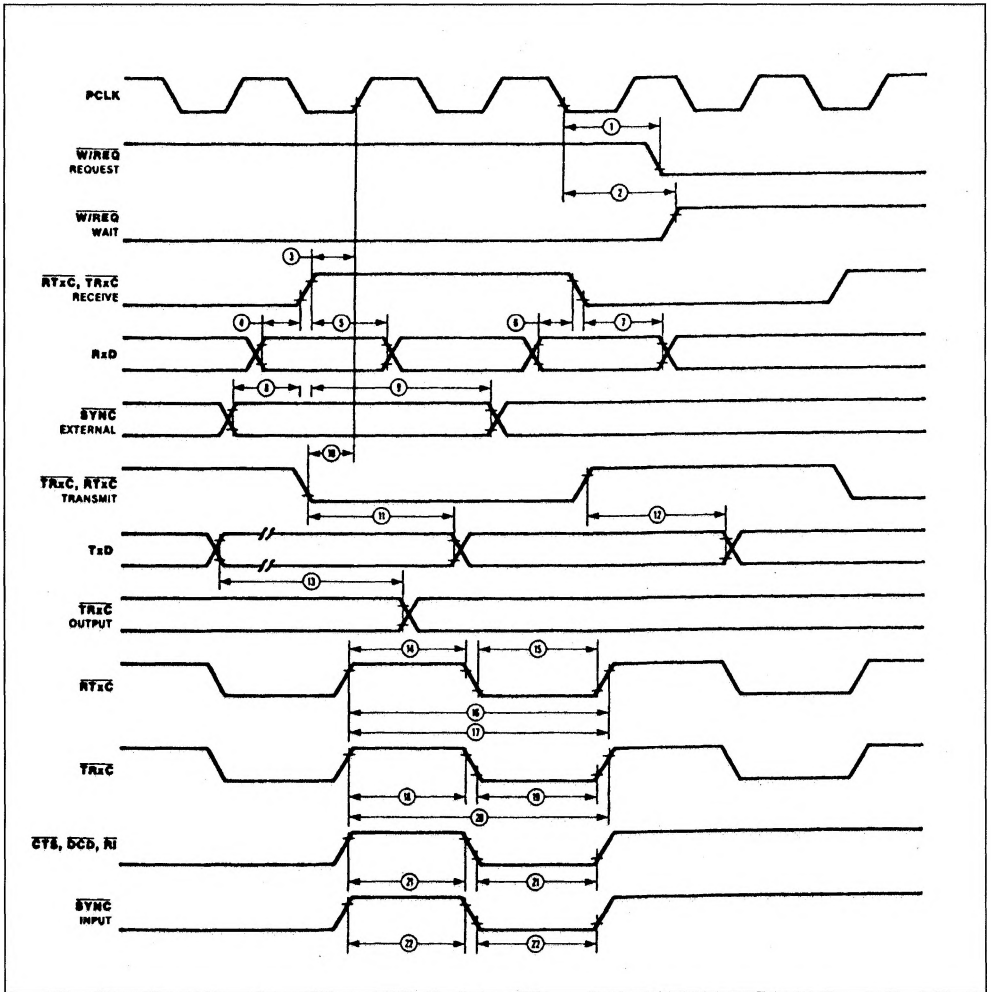 PCLK
①
W/REQ
REQUEST
②
W/REQ
WAIT
③
RTxC, TRxC
RECEIVE
④ ⑤ ⑥ ⑦
RxD
⑧ ⑨
SYNC
EXTERNAL
⑩
TRxC, RTxC
TRANSMIT
⑪ ⑫
TxD
⑬
TRxC
OUTPUT
⑭ ⑮
RTxC
⑯
⑰
TRxC
⑱ ⑲
⑳
CTS, DCD, RI
㉑ ㉑
SYNC
INPUT
㉒ ㉒